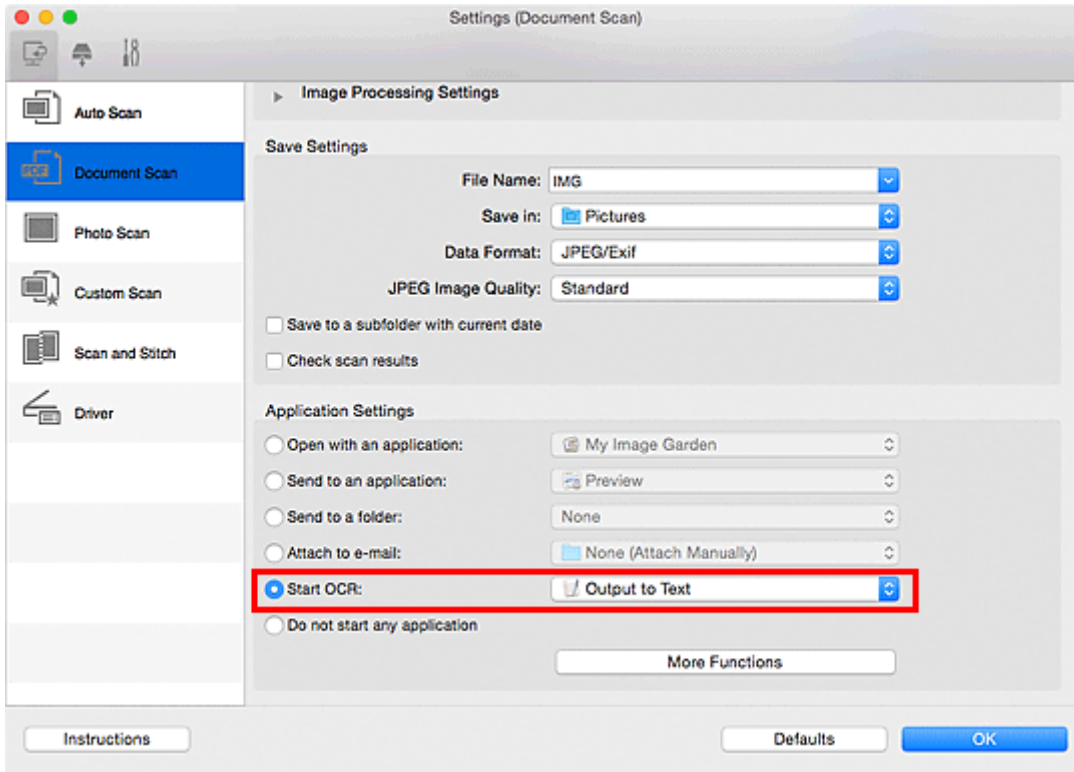 Settings (Document Scan)
Auto Scan
Document Scan
Photo Scan
Custom Scan
Scan and Stitch
Driver
Image Processing Settings
Save Settings
File Name: IMG
Save in: Pictures
Data Format: JPEG/Exif
JPEG Image Quality: Standard
Save to a subfolder with current date
Check scan results
Application Settings
Open with an application: My Image Garden
Send to an application: Preview
Send to a folder: None
Attach to e-mail: None (Attach Manually)
Start OCR: Output to Text
Do not start any application
More Functions
Instructions Defaults OK